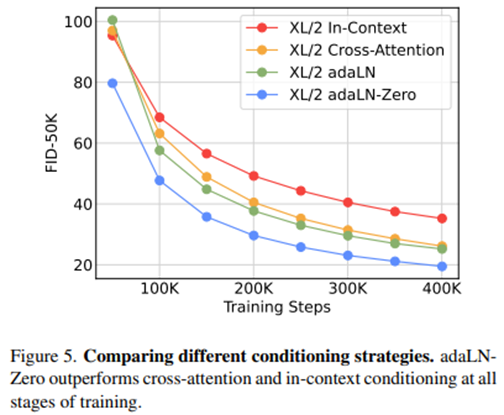 100
80
60
40
20
FID-50K
XL/2 In-Context
XL/2 Cross-Attention
XL/2 adaLN
XL/2 adaLN-Zero
100K 200K 300K 400K
Training Steps
Figure 5. Comparing different conditioning strategies. adaLN-
Zero outperforms cross-attention and in-context conditioning at all
stages of training.